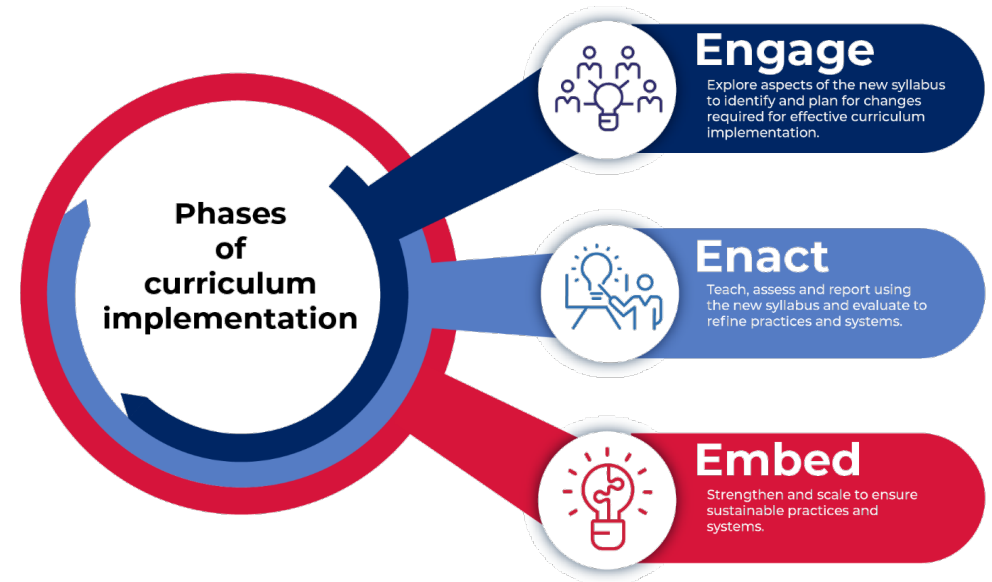 Phases
of
curriculum
implementation
Engage
Explore aspects of the new syllabus
to identify and plan for changes
required for effective curriculum
implementation.
Enact
Teach, assess and report using
the new syllabus and evaluate to
refine practices and systems.
Embed
Strengthen and scale to ensure
sustainable practices and
systems.